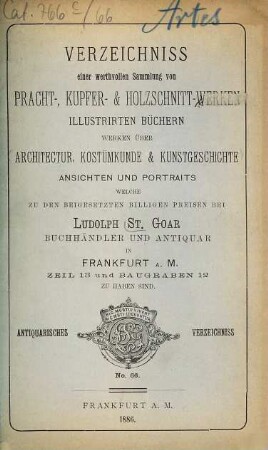 Cal. 766 c/66
Artes
VERZEICHNISS
einer werthvollen Sammlung von
PRACHT-, KUPFER- & HOLZSCHNITT-WERKEN
ILLUSTRIRTEN BÜCHERN
WERKEN ÜBER
ARCHITECTUR, KOSTÜMKUNDE & KUNSTGESCHICHTE
ANSICHTEN UND PORTRAITS
WELCHE
ZU DEN BEIGESETZTEN BILLIGEN PREISEN BEI
LUDOLPH ST. GOAR
BUCHHÄNDLER UND ANTIQUAR
IN
FRANKFURT A. M.
ZEIL 13 und BAUGRABEN 12
ZU HABEN SIND.
ANTIQUARISCHES VERZEICHNISS
No. 66.
FRANKFURT A. M.
1886.